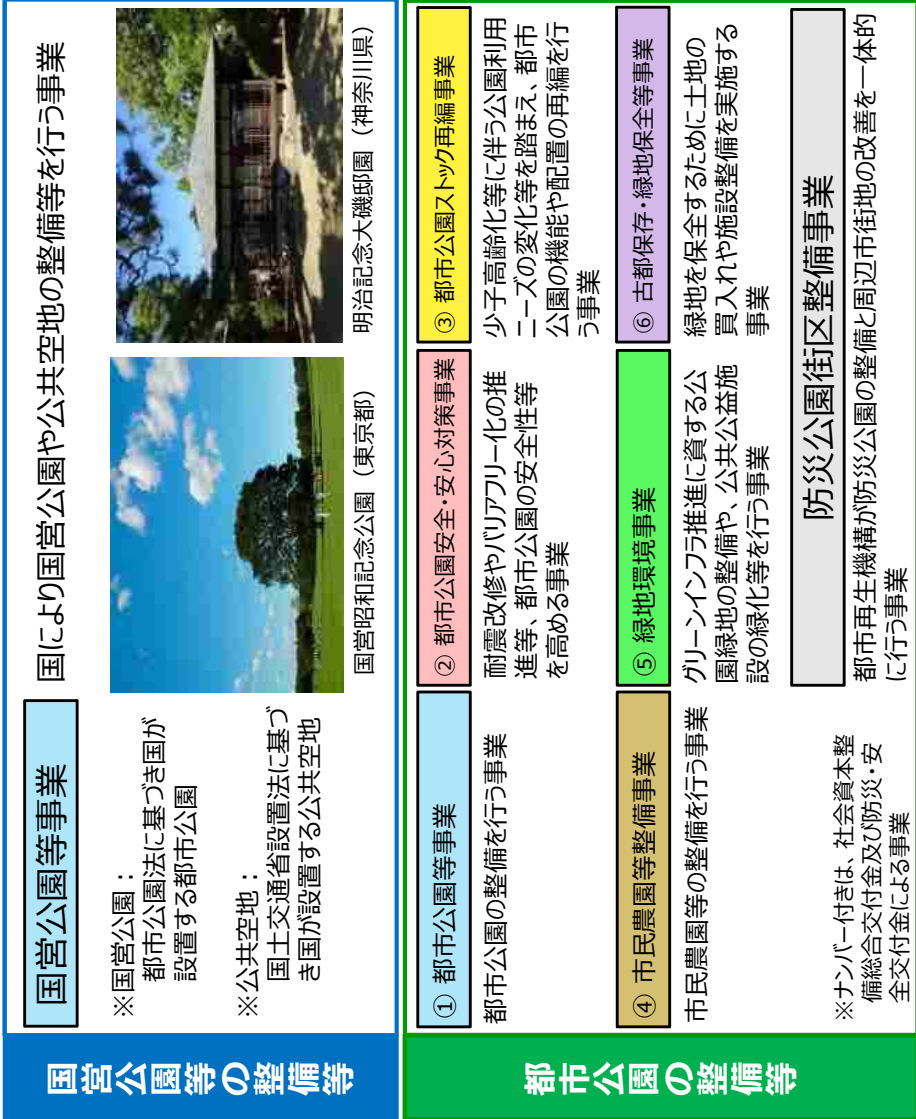 国営公園等の整備等
国営公園等事業
国により国営公園や公共空地の整備等を行う事業
※国営公園：
都市公園法に基づき国が
設置する都市公園
※公共空地：
国土交通省設置法に基づ
き国が設置する公共空地
国営昭和記念公園（東京都）
明治記念大磯邸園（神奈川県）
都市公園の整備等
① 都市公園等事業
都市公園の整備を行う事業
② 都市公園安全・安心対策事業
耐震改修やバリアフリー化の推
進等、都市公園の安全性等
を高める事業
③ 都市公園ストック再編事業
少子高齢化等に伴う公園利用
ニーズの変化等を踏まえ、都市
公園の機能や配置の再編を行
う事業
④ 市民農園等整備事業
市民農園等の整備を行う事業
⑤ 緑地環境事業
グリーンインフラ推進に資する公
園緑地の整備や、公共公益施
設の緑化等を行う事業
⑥ 古都保存・緑地保全等事業
緑地を保全するために土地の
買入れや施設整備を実施する
事業
※ナンバー付きは、社会資本整
備総合交付金及び防災・安
全交付金による事業
防災公園街区整備事業
都市再生機構が防災公園の整備と周辺市街地の改善を一体的
に行う事業